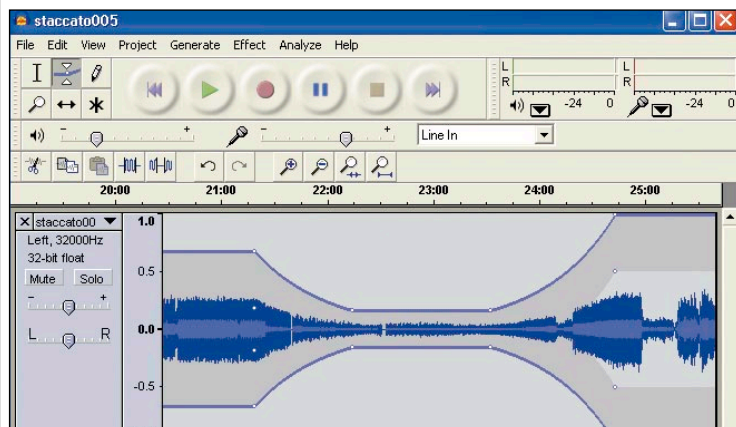 staccato005
File Edit View Project Generate Effect Analyze Help
L
R
-24 0
L
R
-24 0
- +
- +
Line In
20:00 21:00 22:00 23:00 24:00 25:00
staccato00
Left, 32000Hz
32-bit float
Mute Solo
- +
L R
1.0
0.5
0.0
-0.5